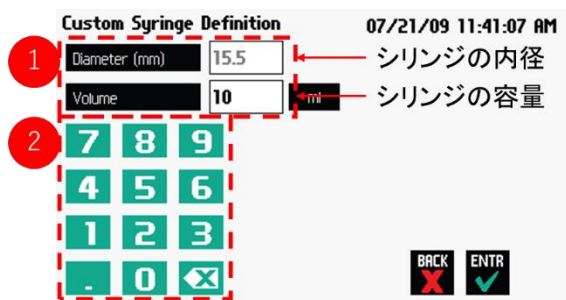 Custom Syringe Definition 07/21/09 11:41:07 AM
1 Diameter (mm) 15.5 シリンジの内径
Volume 10 ml シリンジの容量
2 7 8 9
4 5 6
1 2 3
. 0
BACK ENTR